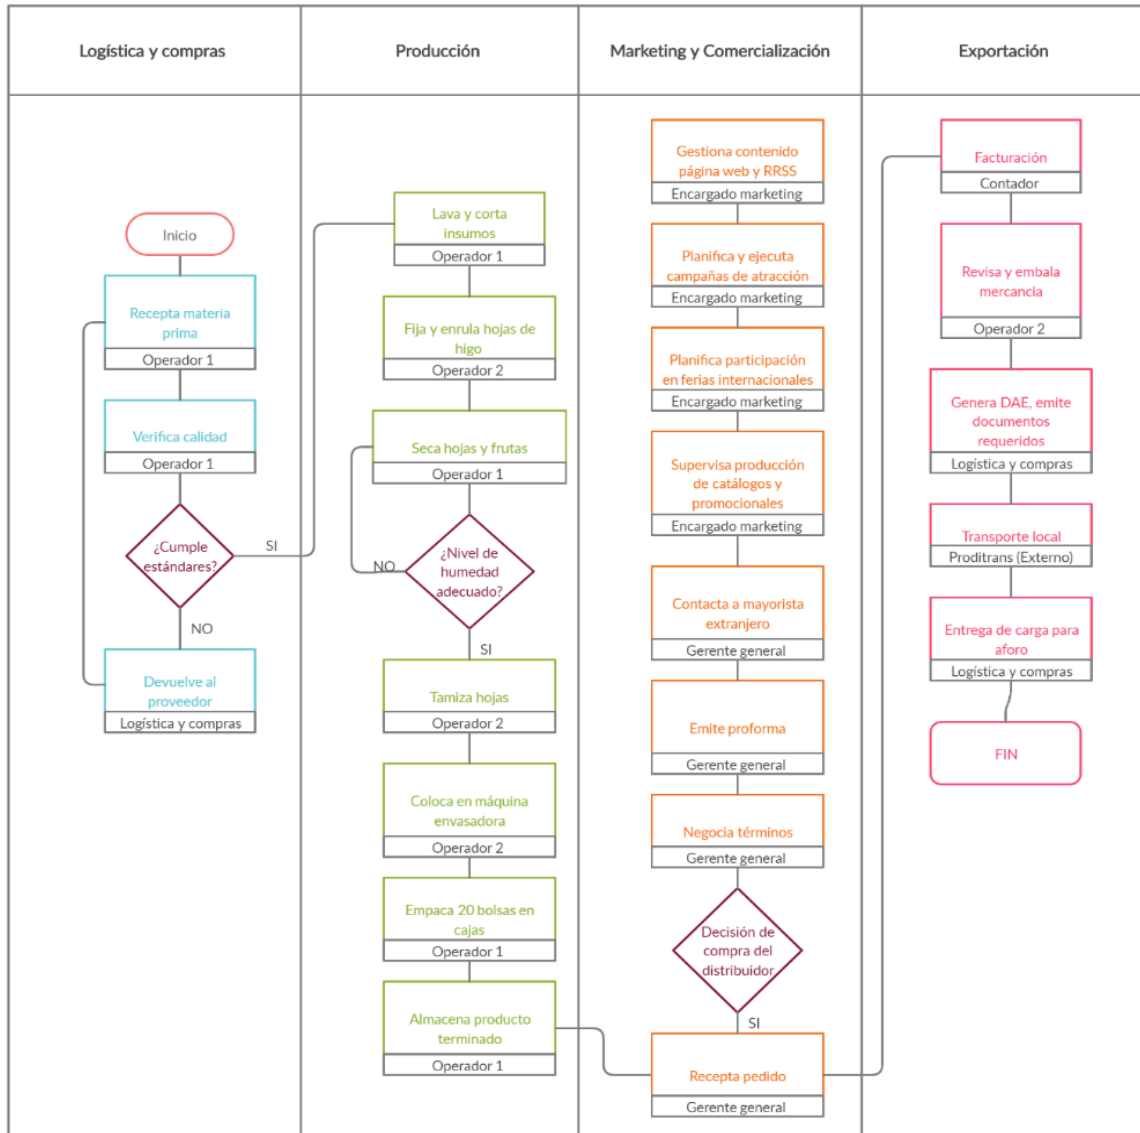 Logística y compras
Producción
Marketing y Comercialización
Exportación
Inicio
Recepta materia
prima
Operador 1
Verifica calidad
Operador 1
¿Cumple
estándares?
SI
NO
Devuelve al
proveedor
Logística y compras
Lava y corta
insumos
Operador 1
Fija y enrula hojas de
higo
Operador 2
Seca hojas y frutas
Operador 1
¿Nivel de
humedad
adecuado?
NO
SI
Tamiza hojas
Operador 2
Coloca en máquina
envasadora
Operador 2
Empaca 20 bolsas en
cajas
Operador 1
Almacena producto
terminado
Operador 1
Gestiona contenido
página web y RRSS
Encargado marketing
Planifica y ejecuta
campañas de atracción
Encargado marketing
Planifica participación
en ferias internacionales
Encargado marketing
Supervisa producción
de catálogos y
promocionales
Encargado marketing
Contacta a mayorista
extranjero
Gerente general
Emite proforma
Gerente general
Negocia términos
Gerente general
Decisión de
compra del
distribuidor
SI
Recepta pedido
Gerente general
Facturación
Contador
Revisa y embala
mercancia
Operador 2
Genera DAE, emite
documentos
requeridos
Logística y compras
Transporte local
Proditrans (Externo)
Entrega de carga para
aforo
Logística y compras
FIN